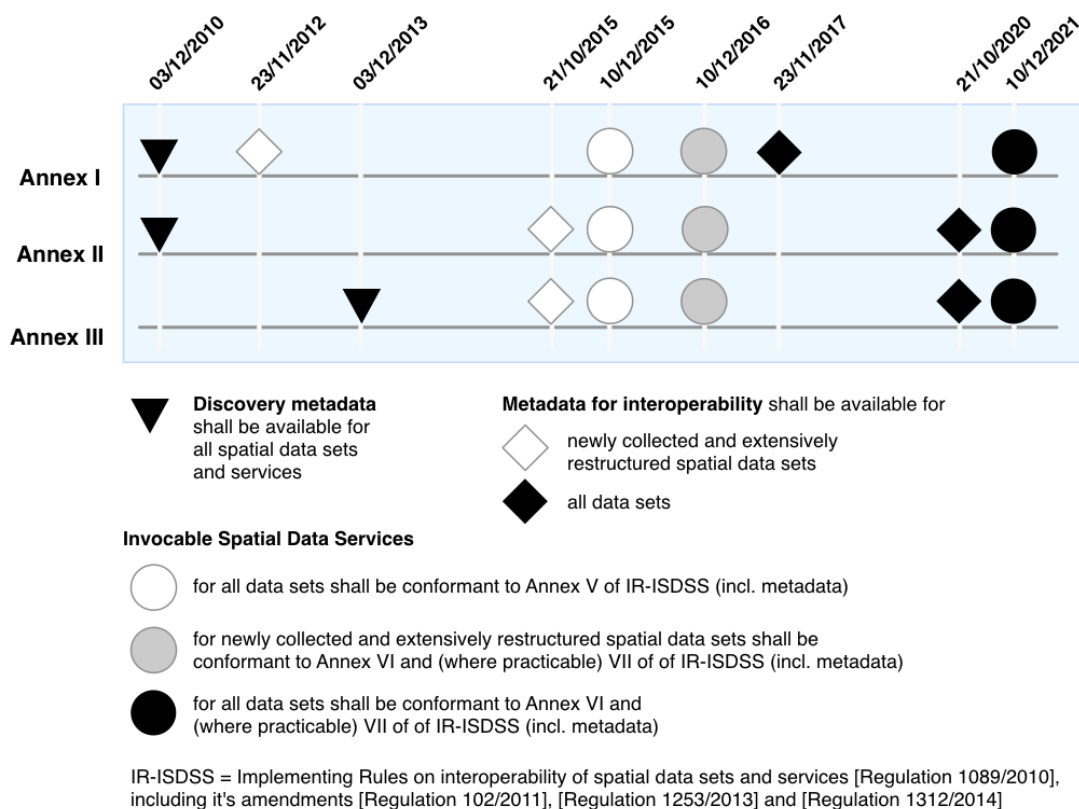 03/12/2010
23/11/2012
03/12/2013
21/10/2015
10/12/2015
10/12/2016
23/11/2017
21/10/2020
10/12/2021
Annex I
Annex II
Annex III
Discovery metadata
shall be available for
all spatial data sets
and services
Metadata for interoperability shall be available for
newly collected and extensively
restructured spatial data sets
all data sets
Invocable Spatial Data Services
for all data sets shall be conformant to Annex V of IR-ISDSS (incl. metadata)
for newly collected and extensively restructured spatial data sets shall be
conformant to Annex VI and (where practicable) VII of of IR-ISDSS (incl. metadata)
for all data sets shall be conformant to Annex VI and
(where practicable) VII of of IR-ISDSS (incl. metadata)
IR-ISDSS = Implementing Rules on interoperability of spatial data sets and services [Regulation 1089/2010],
including it's amendments [Regulation 102/2011], [Regulation 1253/2013] and [Regulation 1312/2014]